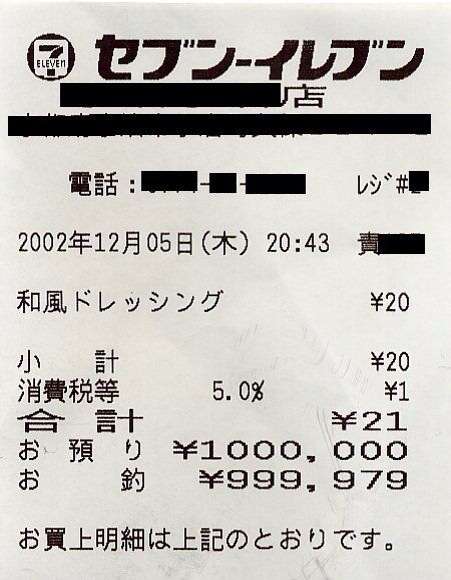 7
ELEVEN
セブン-イレブン
店
電話:
レジ#
2002年12月05日(木) 20:43 責
和風ドレッシング ¥20
小 計 ¥20
消費税等 5.0% ¥1
合 計 ¥21
お 預 り ¥1000,000
お 釣 ¥999,979
お買上明細は上記のとおりです。